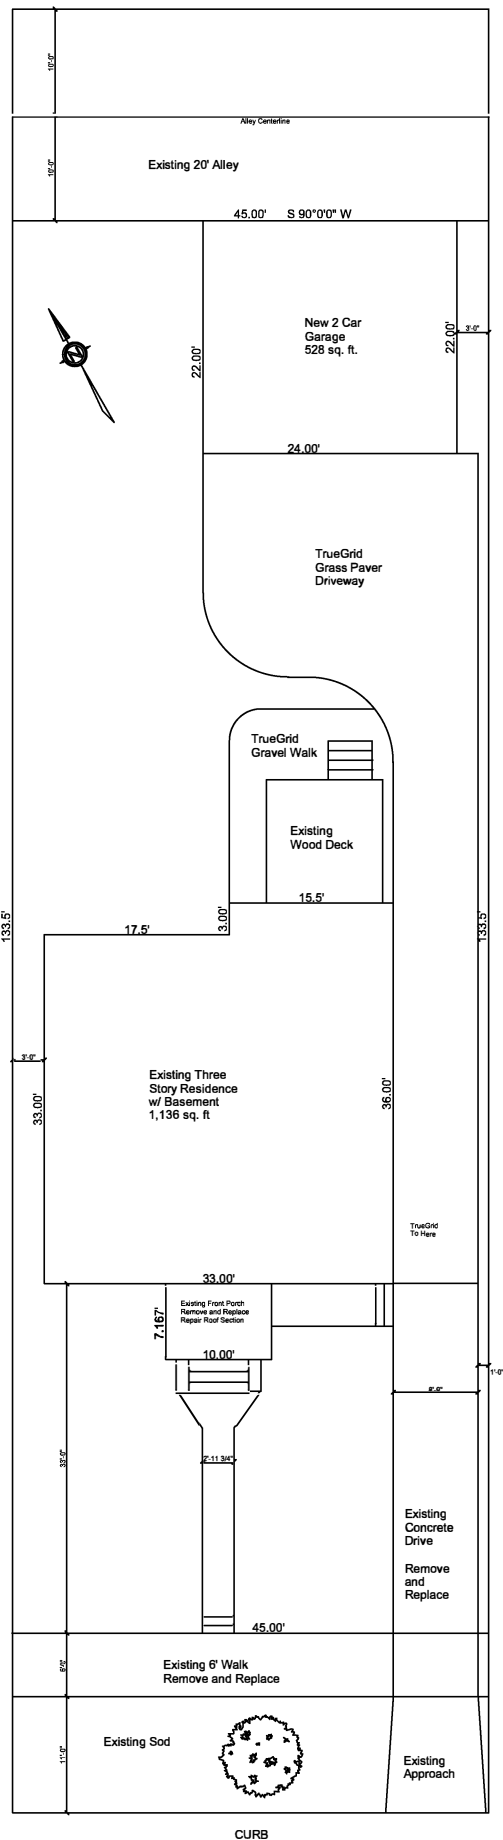 10'-0"
Alley Centerline
10'-0"
Existing 20' Alley
45.00' S 90°0'0" W
N
New 2 Car
Garage
528 sq. ft.
22.00'
22.00'
3'-0"
24.00'
TrueGrid
Grass Paver
Driveway
TrueGrid
Gravel Walk
Existing
Wood Deck
15.5'
3.00'
17.5'
133.5'
133.5'
3'-0"
Existing Three
Story Residence
w/ Basement
1,136 sq. ft
33.00'
36.00'
TrueGrid
To Here
33.00'
Existing Front Porch
Remove and Replace
Repair Roof Section
7.167'
10.00'
1'-0"
2'-11 3/4"
33'-0"
Existing
Concrete
Drive
Remove
and
Replace
45.00'
6'-0"
Existing 6' Walk
Remove and Replace
11'-0"
Existing Sod
Existing
Approach
CURB